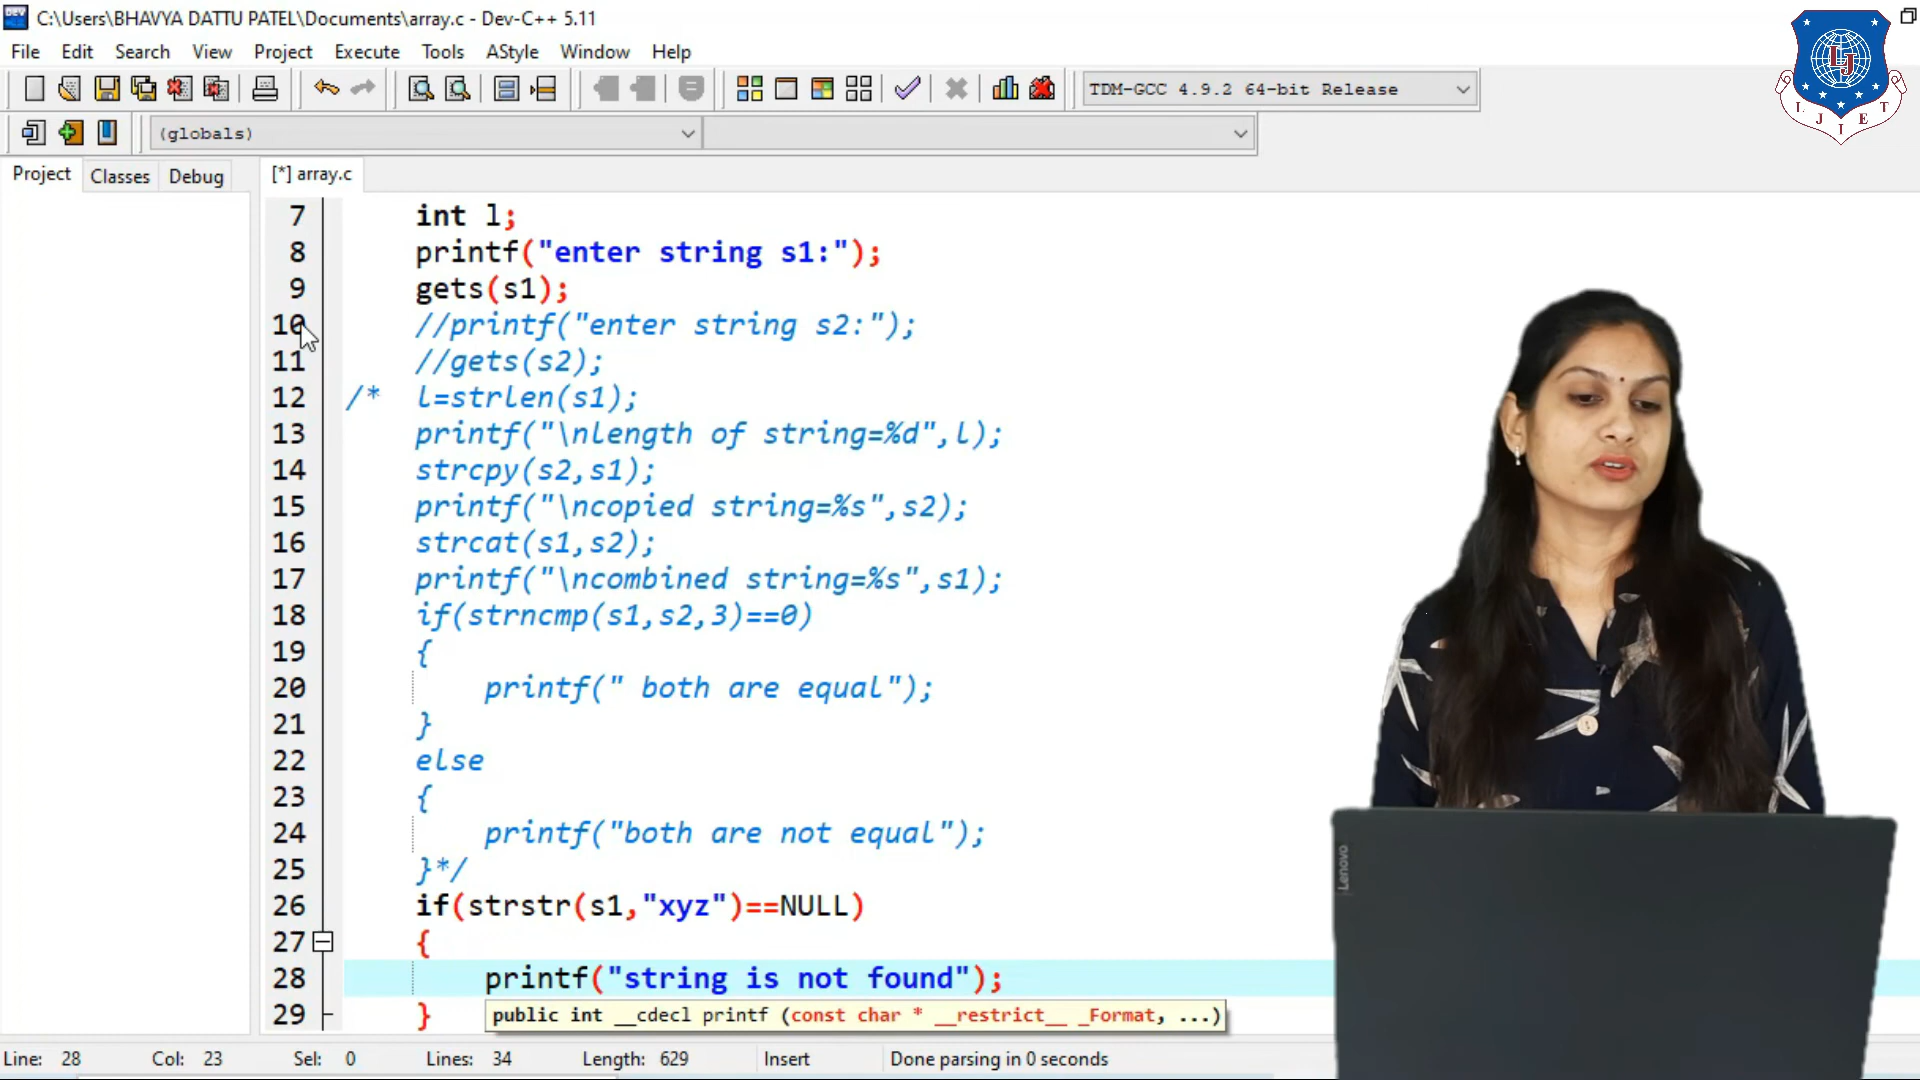 C:\Users\BHAVYA DATTU PATEL\Documents\array.c - Dev-C++ 5.11
File Edit Search View Project Execute Tools AStyle Window Help
TDM-GCC 4.9.2 64-bit Release
(globals)
Project Classes Debug [*] array.c
7 int l;
8 printf("enter string s1:");
9 gets(s1);
10 //printf("enter string s2:");
11 //gets(s2);
12 /* l=strlen(s1);
13 printf("\nlength of string=%d",l);
14 strcpy(s2,s1);
15 printf("\ncopied string=%s",s2);
16 strcat(s1,s2);
17 printf("\ncombined string=%s",s1);
18 if(strncmp(s1,s2,3)==0)
19 {
20 printf(" both are equal");
21 }
22 else
23 {
24 printf("both are not equal");
25 }*/
26 if(strstr(s1,"xyz")==NULL)
27 {
28 printf("string is not found");
29 }
public int __cdecl printf (const char * __restrict__ _Format, ...)
Line: 28 Col: 23 Sel: 0 Lines: 34 Length: 629 Insert Done parsing in 0 seconds
DEV
LJ
L J I E T
Lenovo